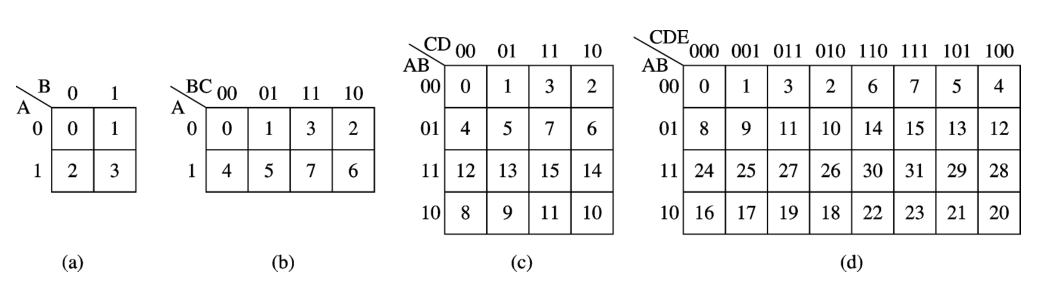 B 0 1
A
0 0 1
1 2 3
(a)
BC 00 01 11 10
A
0 0 1 3 2
1 4 5 7 6
(b)
CD 00 01 11 10
AB
00 0 1 3 2
01 4 5 7 6
11 12 13 15 14
10 8 9 11 10
(c)
CDE 000 001 011 010 110 111 101 100
AB
00 0 1 3 2 6 7 5 4
01 8 9 11 10 14 15 13 12
11 24 25 27 26 30 31 29 28
10 16 17 19 18 22 23 21 20
(d)